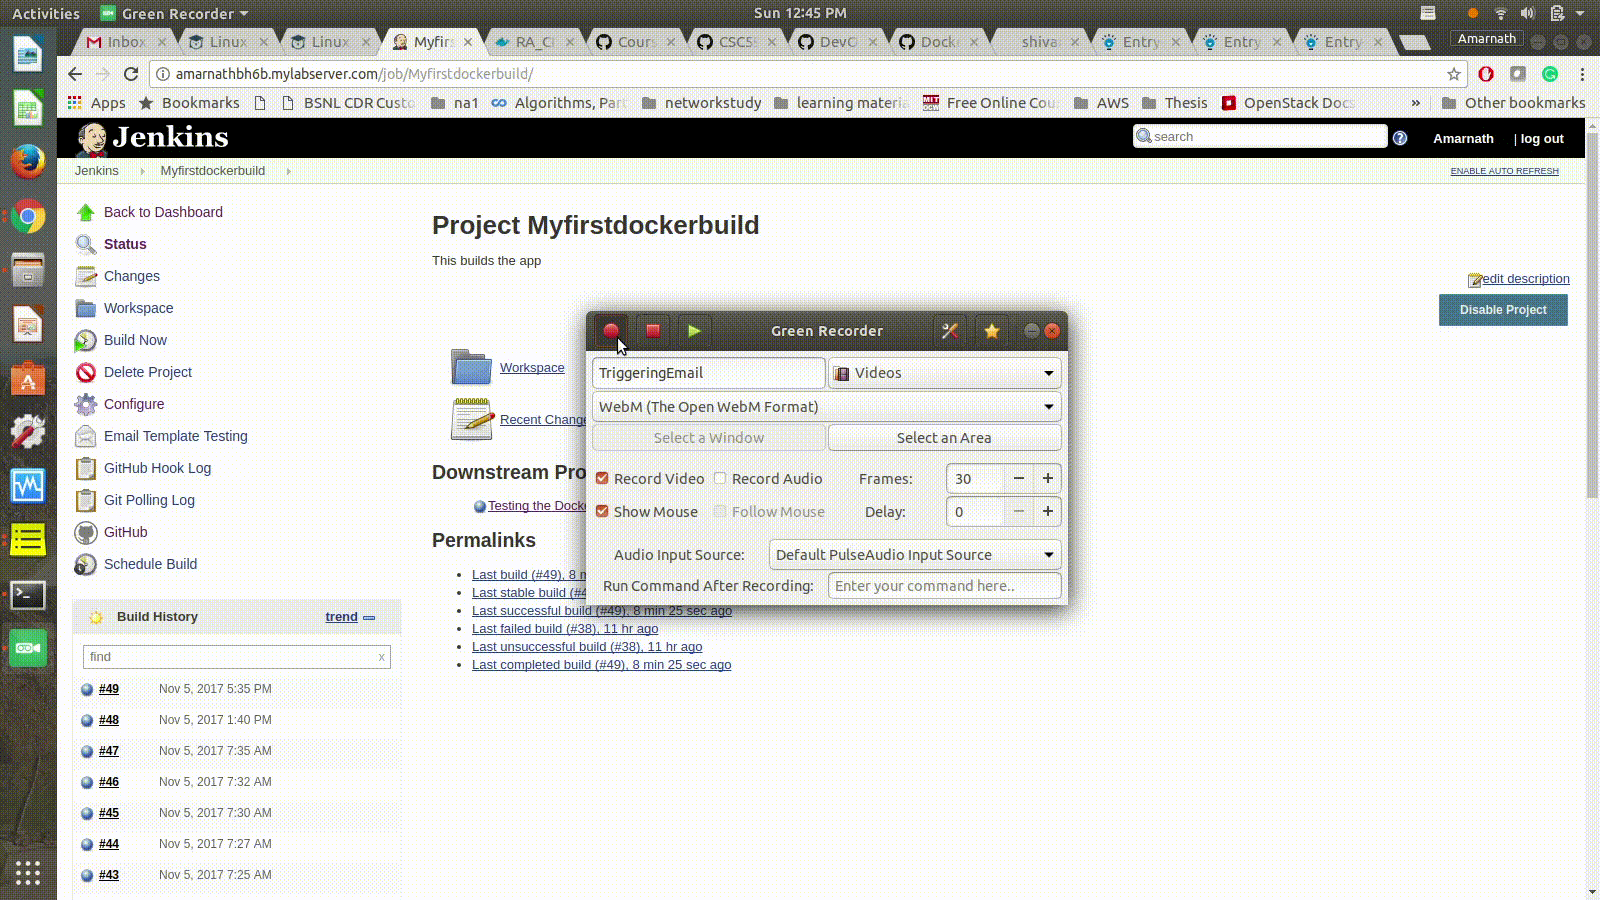 Activities Green Recorder Sun 12:45 PM
Inbox Linux Linux Myfirs RA_C Cours CSC5 Dock shiva Entry Entry Entry Amarnath
amarnathbh6b.mylabserver.com/job/Myfirstdockerbuild/
Apps Bookmarks BSNL CDR Custo na1 Algorithms, Part networkstudy learning materia Free Online Cou AWS Thesis OpenStack Docs » Other bookmarks
Jenkins search Amarnath | log out
Jenkins Myfirstdockerbuild ENABLE AUTO REFRESH
Back to Dashboard
Status
Changes
Workspace
Build Now
Delete Project
Configure
Email Template Testing
GitHub Hook Log
Git Polling Log
GitHub
Schedule Build
Build History trend
find x
#49 Nov 5, 2017 5:35 PM
#48 Nov 5, 2017 1:40 PM
#47 Nov 5, 2017 7:35 AM
#46 Nov 5, 2017 7:32 AM
#45 Nov 5, 2017 7:30 AM
#44 Nov 5, 2017 7:27 AM
#43 Nov 5, 2017 7:25 AM
Project Myfirstdockerbuild
This builds the app
edit description
Disable Project
Workspace
Recent Change
Downstream Pro
Testing the Docke
Permalinks
Last build (#49), 8 m
Last stable build (#4
Last successful build (#49), 8 min 25 sec ago
Last failed build (#38), 11 hr ago
Last unsuccessful build (#38), 11 hr ago
Last completed build (#49), 8 min 25 sec ago
Green Recorder
TriggeringEmail Videos
WebM (The Open WebM Format)
Select a Window Select an Area
Record Video Record Audio Frames: 30 − +
Show Mouse Follow Mouse Delay: 0 − +
Audio Input Source: Default PulseAudio Input Source
Run Command After Recording: Enter your command here..